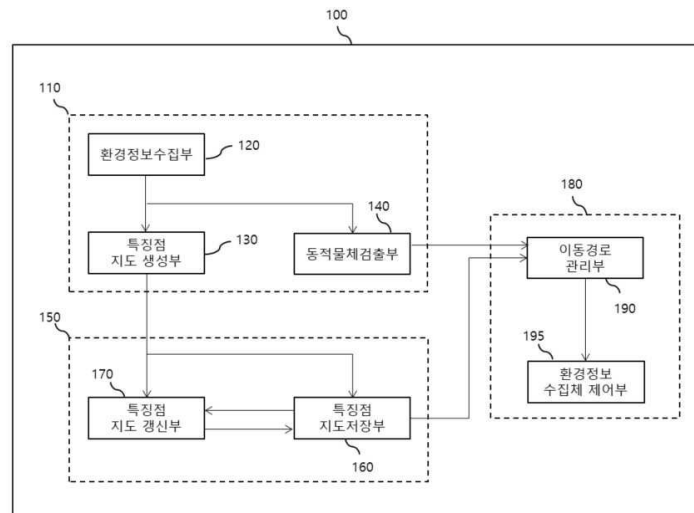 100
110
환경정보수집부
120
특징점
지도 생성부
130
140
동적물체검출부
180
이동경로
관리부
190
195
환경정보
수집체 제어부
150
170
특징점
지도 갱신부
특징점
지도저장부
160